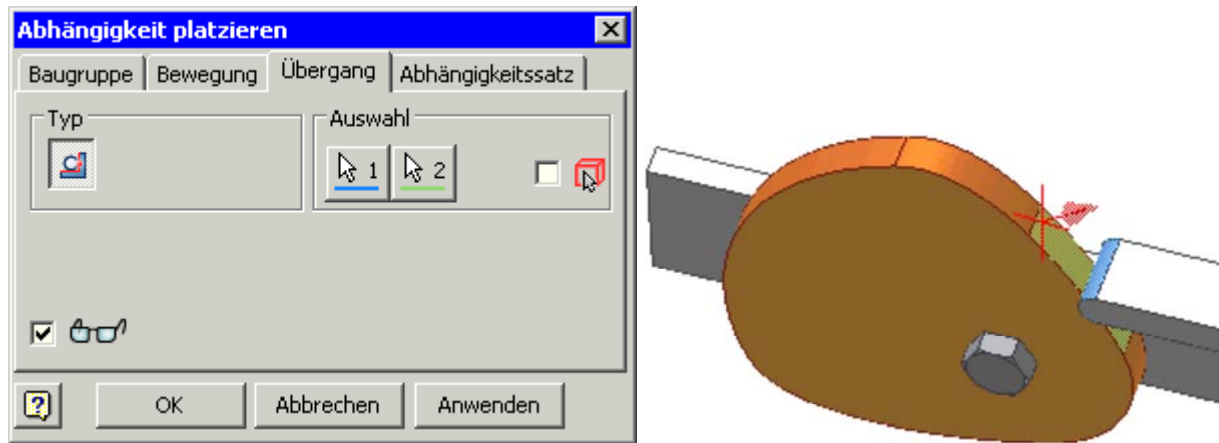 Abhängigkeit platzieren
Baugruppe Bewegung Übergang Abhängigkeitssatz
Typ Auswahl
1 2
OK Abbrechen Anwenden